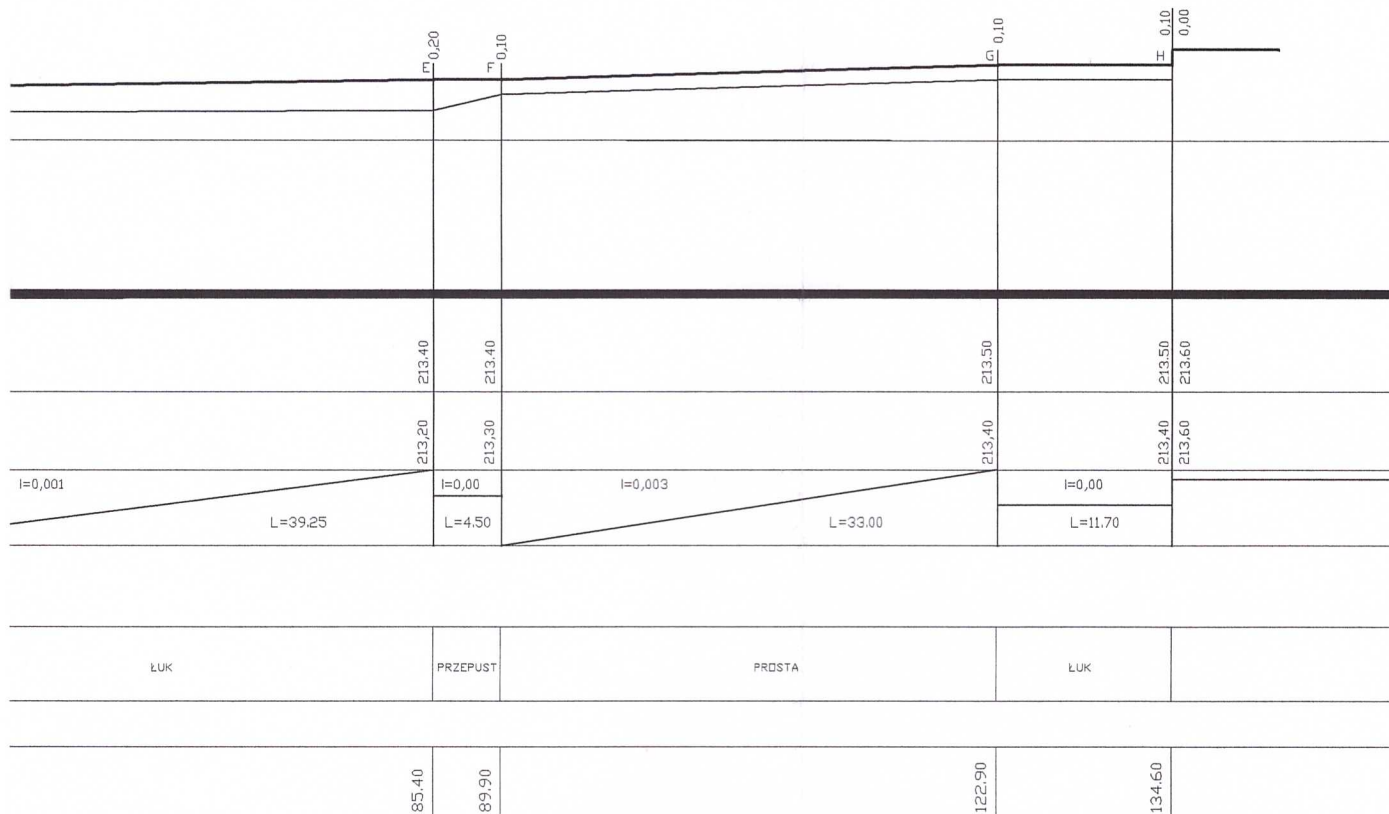 E 0,20
F 0,10
G 0,10
H 0,10 0,00
213.40 213.40 213.50 213.50 213.60
213,20 213,30 213,40 213,40 213,60
I=0,001 I=0,00 I=0,003 I=0,00
L=39.25 L=4.50 L=33.00 L=11.70
ŁUK PRZEPUST PROSTA ŁUK
85.40 89.90 122.90 134.60